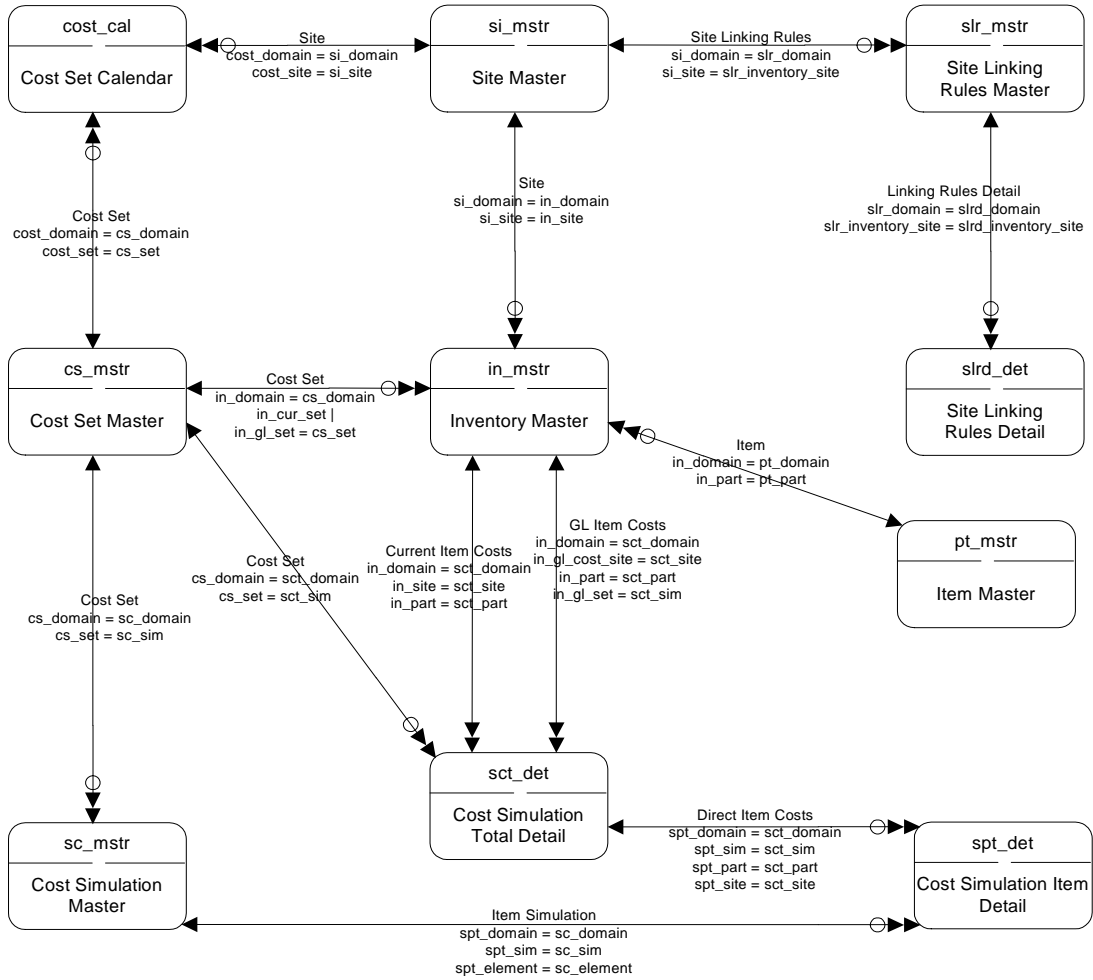 cost_cal
Cost Set Calendar
Site
cost_domain = si_domain
cost_site = si_site
si_mstr
Site Master
Site Linking Rules
si_domain = slr_domain
si_site = slr_inventory_site
slr_mstr
Site Linking
Rules Master
Cost Set
cost_domain = cs_domain
cost_set = cs_set
Site
si_domain = in_domain
si_site = in_site
Linking Rules Detail
slr_domain = slrd_domain
slr_inventory_site = slrd_inventory_site
cs_mstr
Cost Set Master
Cost Set
in_domain = cs_domain
in_cur_set |
in_gl_set = cs_set
in_mstr
Inventory Master
slrd_det
Site Linking
Rules Detail
Item
in_domain = pt_domain
in_part = pt_part
pt_mstr
Item Master
Cost Set
cs_domain = sct_domain
cs_set = sct_sim
Current Item Costs
in_domain = sct_domain
in_site = sct_site
in_part = sct_part
GL Item Costs
in_domain = sct_domain
in_gl_cost_site = sct_site
in_part = sct_part
in_gl_set = sct_sim
Cost Set
cs_domain = sc_domain
cs_set = sc_sim
sct_det
Cost Simulation
Total Detail
Direct Item Costs
spt_domain = sct_domain
spt_sim = sct_sim
spt_part = sct_part
spt_site = sct_site
sc_mstr
Cost Simulation
Master
spt_det
Cost Simulation Item
Detail
Item Simulation
spt_domain = sc_domain
spt_sim = sc_sim
spt_element = sc_element